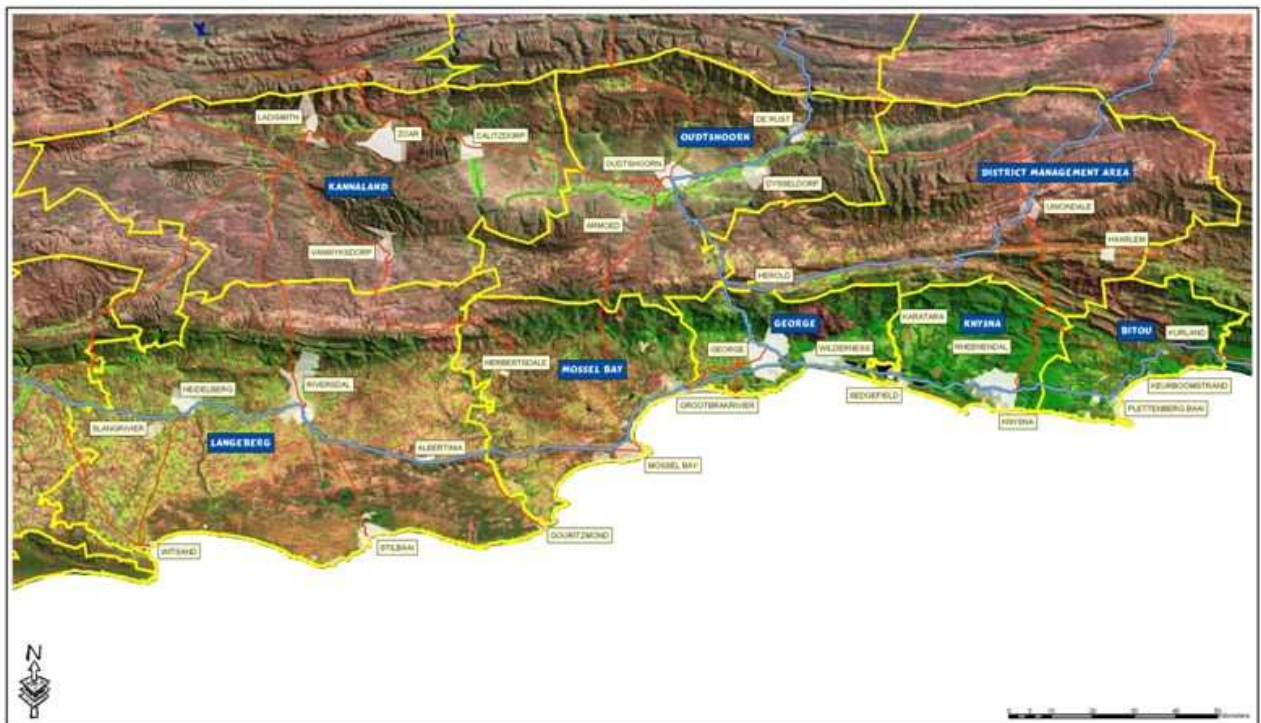 LADISMITH
ZOAR
CALITZDORP
OUDTSHOORN
DE RUST
OUDTSHOORN
DYSSELDORP
DISTRICT MANAGEMENT AREA
KANNALAND
UNIONDALE
ARMOED
VANWYKSDORP
HAARLEM
HEROLD
KARATARA
KNYSNA
GEORGE
BITOU
KURLAND
GEORGE
WILDERNESS
RHEENENDAL
HERBERTSDALE
MOSSEL BAY
HEIDELBERG
RIVERSDAL
KEURBOOMSTRAND
SEDGEFIELD
GROOTBRAKRIVIER
PLETTENBERG BAAI
KNYSNA
SLANGRIVIER
LANGEBERG
ALBERTINIA
MOSSEL BAY
GOURITZMOND
WITSAND
STILBAAI
N